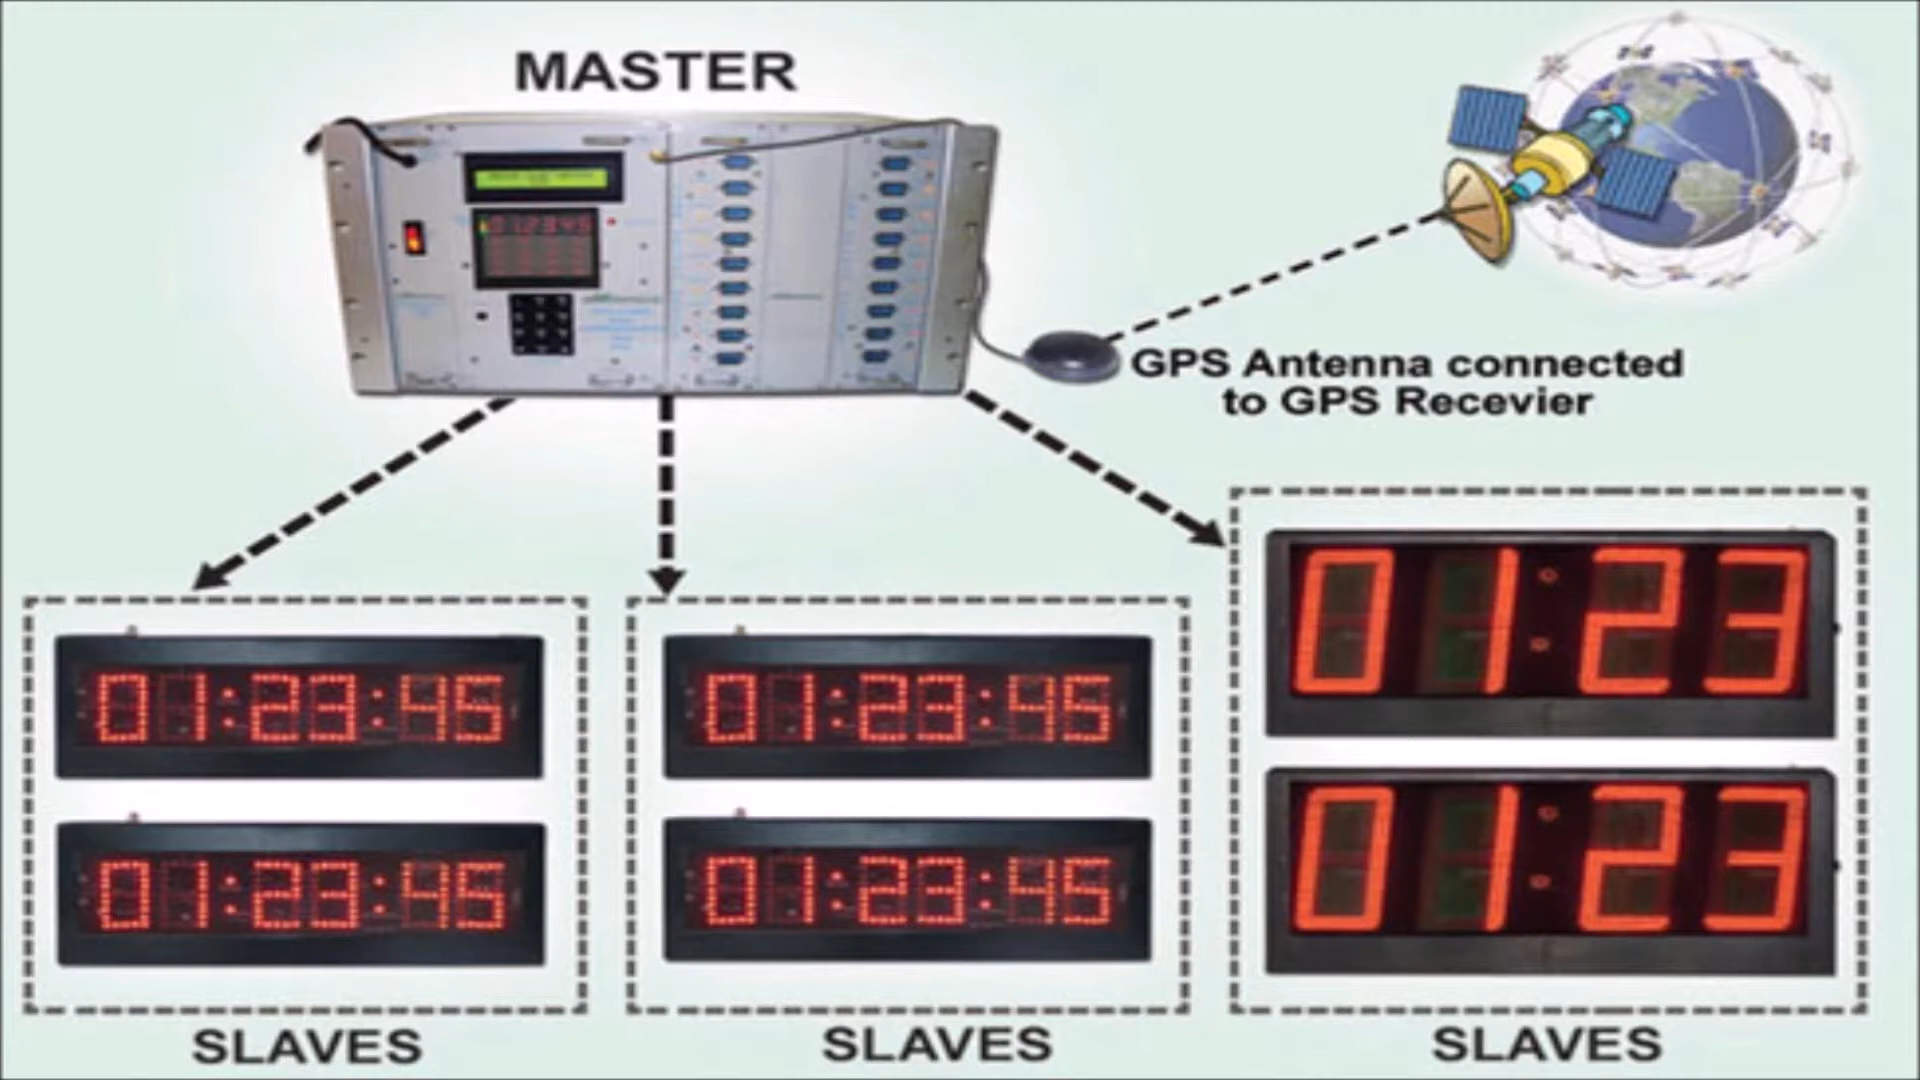 MASTER
012345
GPS Antenna connected
to GPS Recevier
01:23:45
01:23:45
01:23:45
01:23:45
01:23
01:23
SLAVES
SLAVES
SLAVES